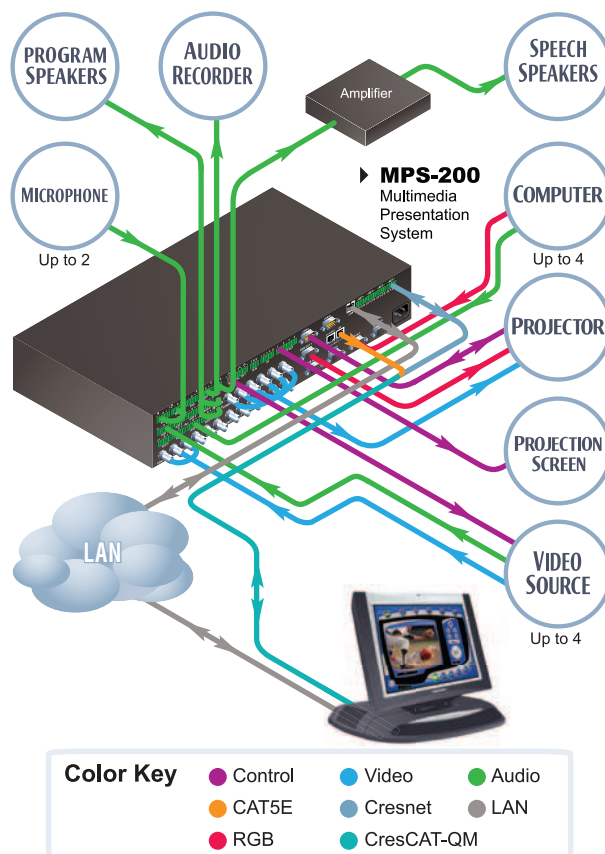 PROGRAM
SPEAKERS
AUDIO
RECORDER
Amplifier
SPEECH
SPEAKERS
MICROPHONE
Up to 2
MPS-200
Multimedia
Presentation
System
COMPUTER
Up to 4
PROJECTOR
PROJECTION
SCREEN
LAN
VIDEO
SOURCE
Up to 4
Color Key
Control
Video
Audio
CAT5E
Cresnet
LAN
RGB
CresCAT-QM